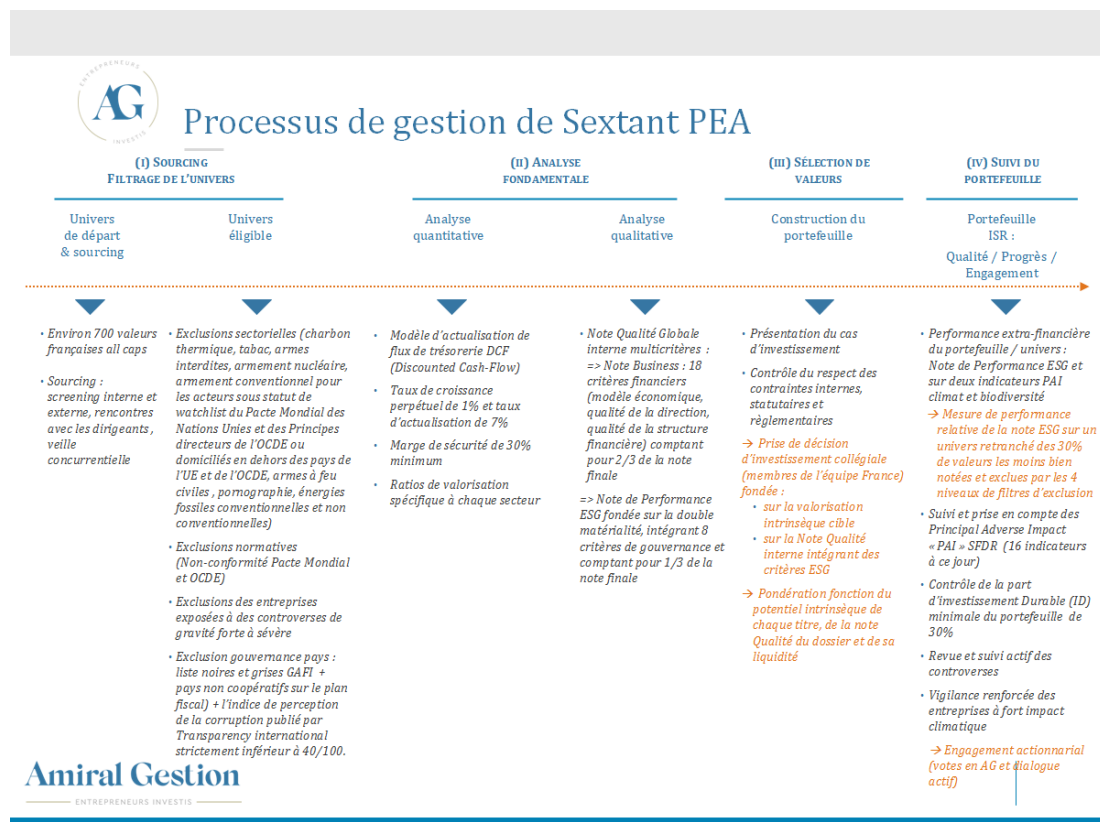 ENTREPRENEURS
AG
INVESTIS
Processus de gestion de Sextant PEA
(I) SOURCING
FILTRAGE DE L'UNIVERS
(II) ANALYSE
FONDAMENTALE
(III) SÉLECTION DE
VALEURS
(IV) SUIVI DU
PORTEFEUILLE
Univers
de départ
& sourcing
Univers
éligible
Analyse
quantitative
Analyse
qualitative
Construction du
portefeuille
Portefeuille
ISR :
Qualité / Progrès /
Engagement
• Environ 700 valeurs
françaises all caps
• Sourcing :
screening interne et
externe, rencontres
avec les dirigeants ,
veille
concurrentielle
• Exclusions sectorielles (charbon
thermique, tabac, armes
interdites, armement nucléaire,
armement conventionnel pour
les acteurs sous statut de
watchlist du Pacte Mondial des
Nations Unies et des Principes
directeurs de l'OCDE ou
domiciliés en dehors des pays de
l'UE et de l'OCDE, armes à feu
civiles , pornographie, énergies
fossiles conventionnelles et non
conventionnelles)
• Exclusions normatives
(Non-conformité Pacte Mondial
et OCDE)
• Exclusions des entreprises
exposées à des controverses de
gravité forte à sévère
• Exclusion gouvernance pays :
liste noires et grises GAFI +
pays non coopératifs sur le plan
fiscal) + l'indice de perception
de la corruption publié par
Transparency international
strictement inférieur à 40/100.
• Modèle d'actualisation de
flux de trésorerie DCF
(Discounted Cash-Flow)
• Taux de croissance
perpétuel de 1% et taux
d'actualisation de 7%
• Marge de sécurité de 30%
minimum
• Ratios de valorisation
spécifique à chaque secteur
• Note Qualité Globale
interne multicritères :
=> Note Business : 18
critères financiers
(modèle économique,
qualité de la direction,
qualité de la structure
financière) comptant
pour 2/3 de la note
finale
=> Note de Performance
ESG fondée sur la double
matérialité, intégrant 8
critères de gouvernance et
comptant pour 1/3 de la
note finale
• Présentation du cas
d'investissement
• Contrôle du respect des
contraintes internes,
statutaires et
règlementaires
→ Prise de décision
d'investissement collégiale
(membres de l'équipe France)
fondée :
• sur la valorisation
intrinsèque cible
• sur la Note Qualité
interne intégrant des
critères ESG
→ Pondération fonction du
potentiel intrinsèque de
chaque titre, de la note
Qualité du dossier et de sa
liquidité
• Performance extra-financière
du portefeuille / univers :
Note de Performance ESG et
sur deux indicateurs PAI
climat et biodiversité
→ Mesure de performance
relative de la note ESG sur un
univers retranché des 30%
de valeurs les moins bien
notées et exclues par les 4
niveaux de filtres d'exclusion
• Suivi et prise en compte des
Principal Adverse Impact
« PAI » SFDR (16 indicateurs
à ce jour)
• Contrôle de la part
d'investissement Durable (ID)
minimale du portefeuille de
30%
• Revue et suivi actif des
controverses
• Vigilance renforcée des
entreprises à fort impact
climatique
→ Engagement actionnarial
(votes en AG et dialogue
actif)
Amiral Gestion
ENTREPRENEURS INVESTIS